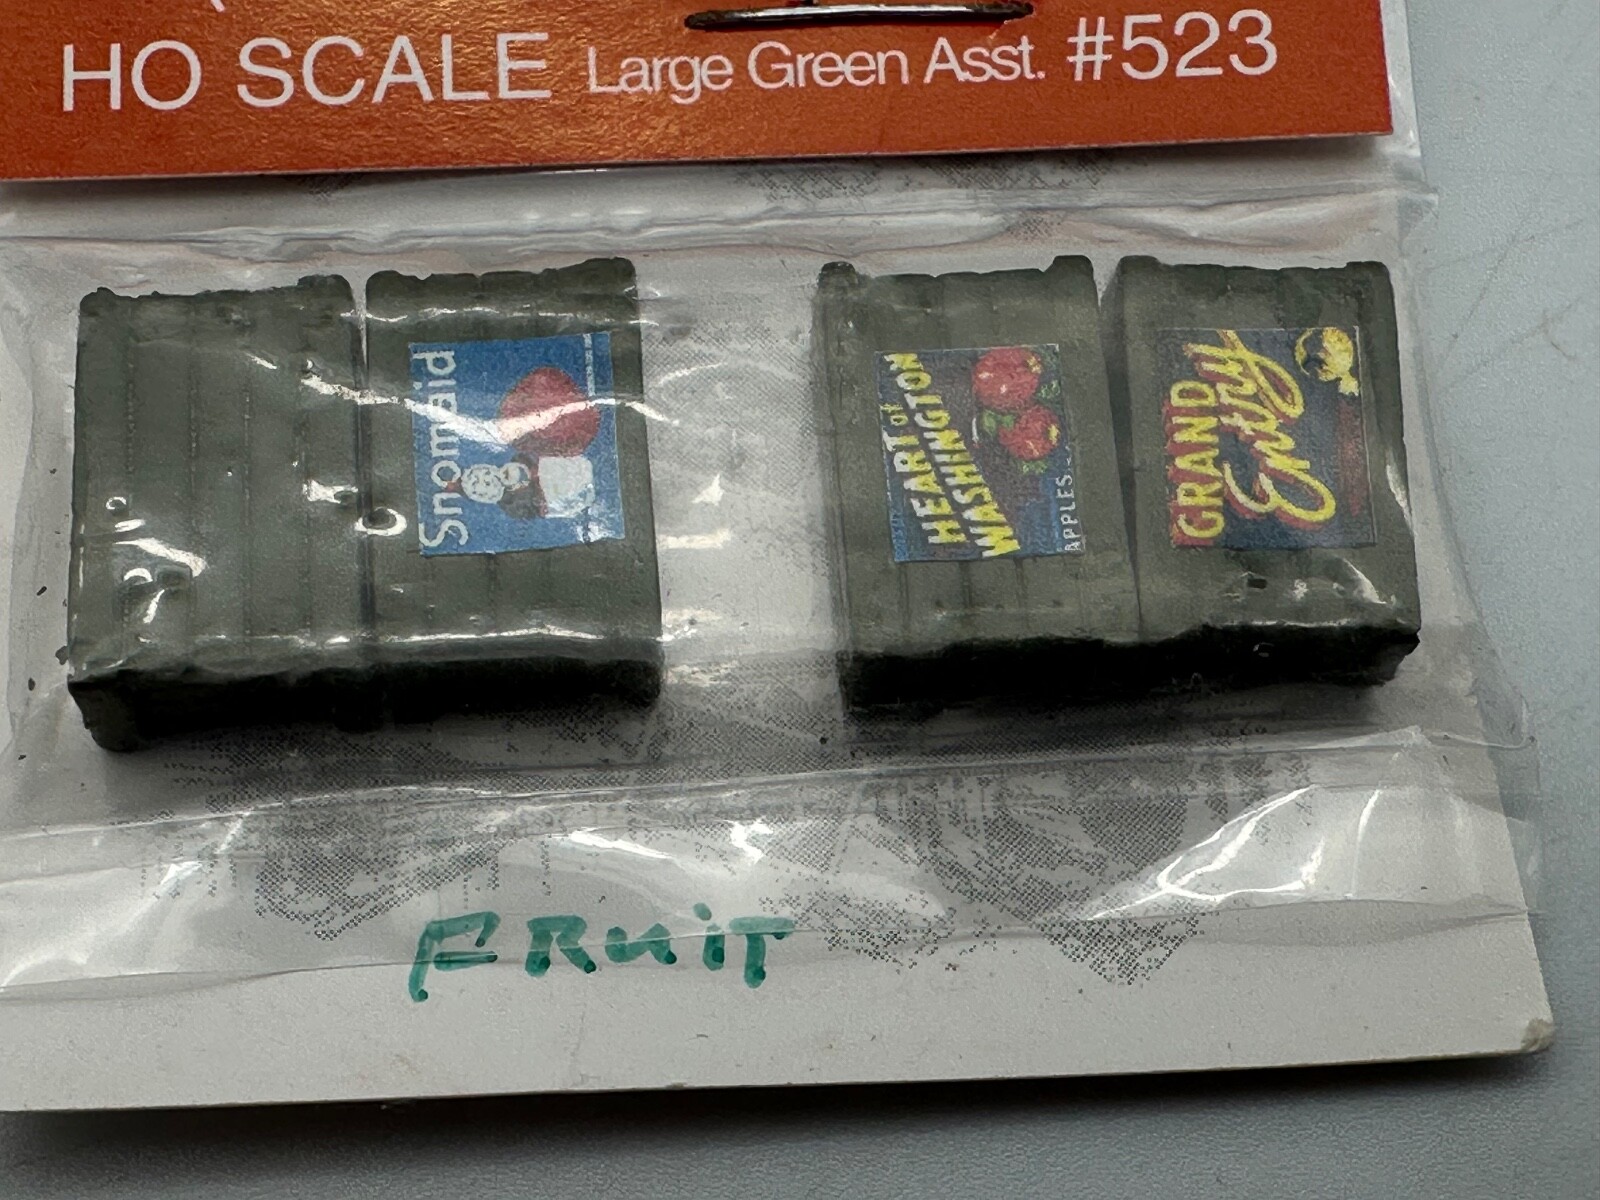 HO SCALE Large Green Asst. #523
Snomaid
HEART of
WASHINGTON
APPLES
GRAND
Entry
FRUIT